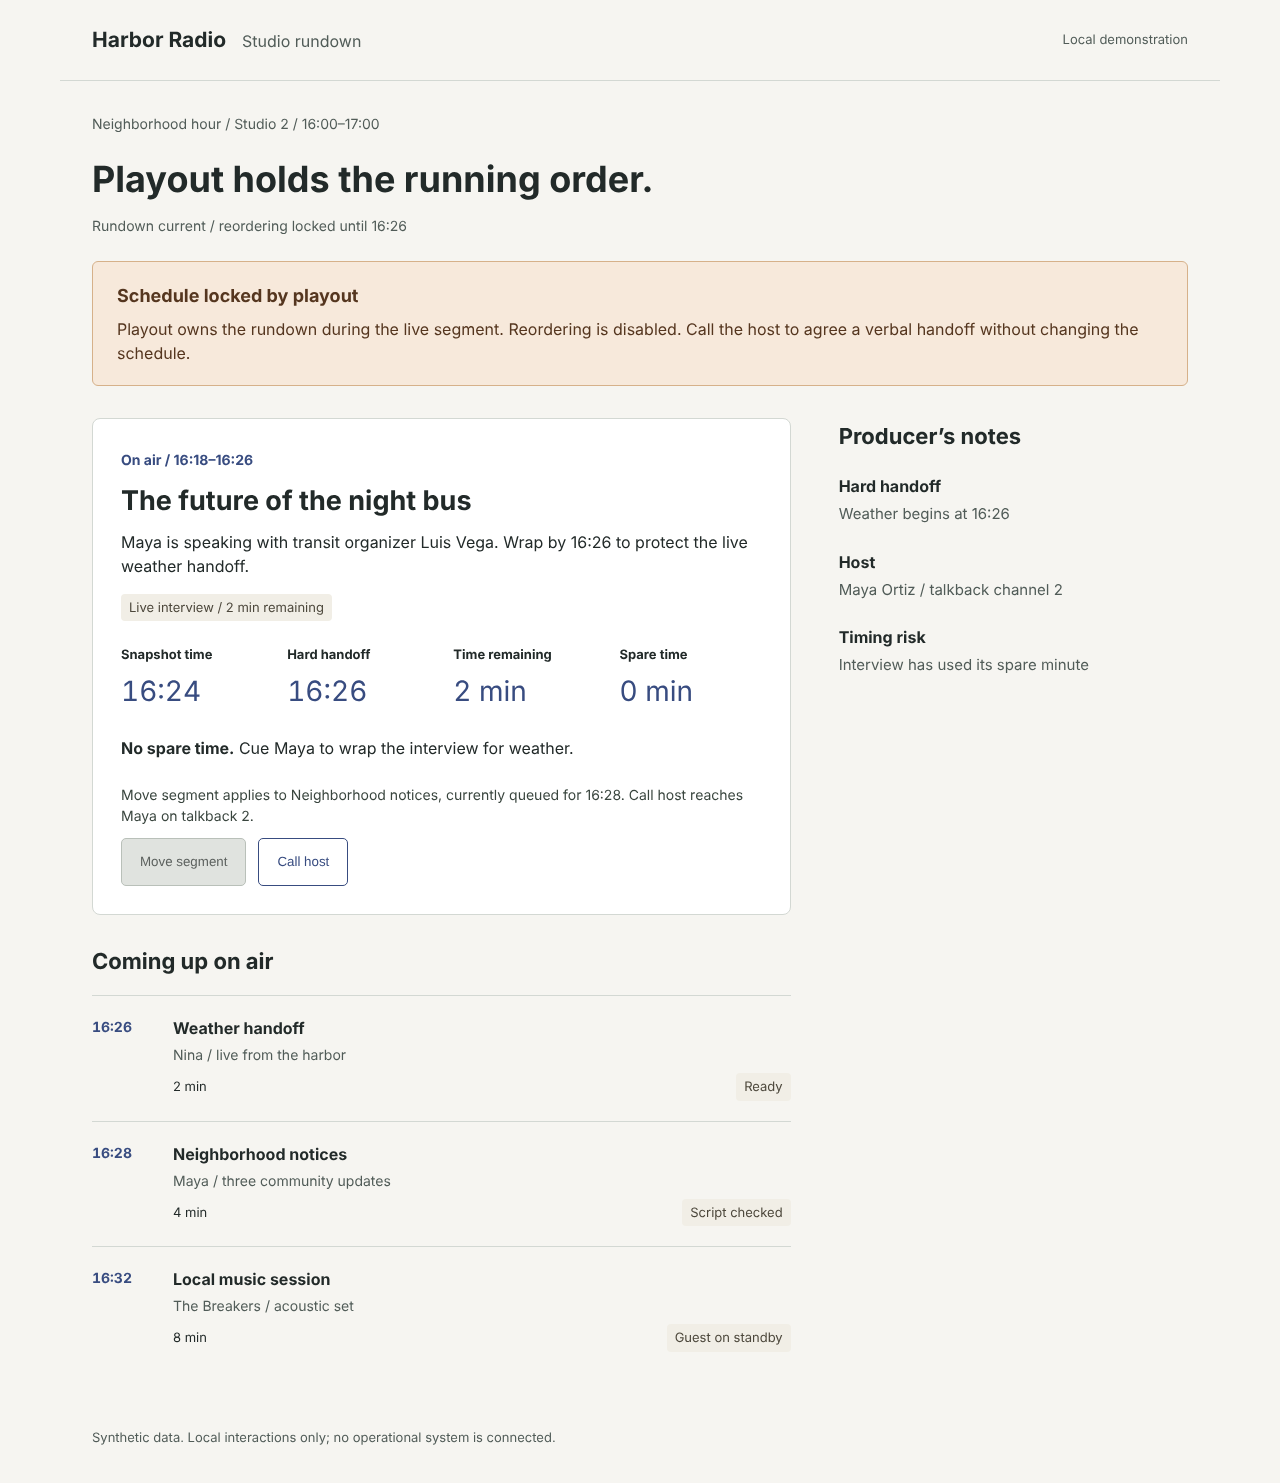 Harbor Radio Studio rundown
Local demonstration
Neighborhood hour / Studio 2 / 16:00–17:00
Playout holds the running order.
Rundown current / reordering locked until 16:26
Schedule locked by playout
Playout owns the rundown during the live segment. Reordering is disabled. Call the host to agree a verbal handoff without changing the
schedule.
On air / 16:18–16:26
The future of the night bus
Maya is speaking with transit organizer Luis Vega. Wrap by 16:26 to protect the live
weather handoff.
Live interview / 2 min remaining
Snapshot time Hard handoff Time remaining Spare time
16:24 16:26 2 min 0 min
No spare time. Cue Maya to wrap the interview for weather.
Move segment applies to Neighborhood notices, currently queued for 16:28. Call host reaches
Maya on talkback 2.
Move segment Call host
Producer’s notes
Hard handoff
Weather begins at 16:26
Host
Maya Ortiz / talkback channel 2
Timing risk
Interview has used its spare minute
Coming up on air
16:26 Weather handoff
Nina / live from the harbor
2 min Ready
16:28 Neighborhood notices
Maya / three community updates
4 min Script checked
16:32 Local music session
The Breakers / acoustic set
8 min Guest on standby
Synthetic data. Local interactions only; no operational system is connected.